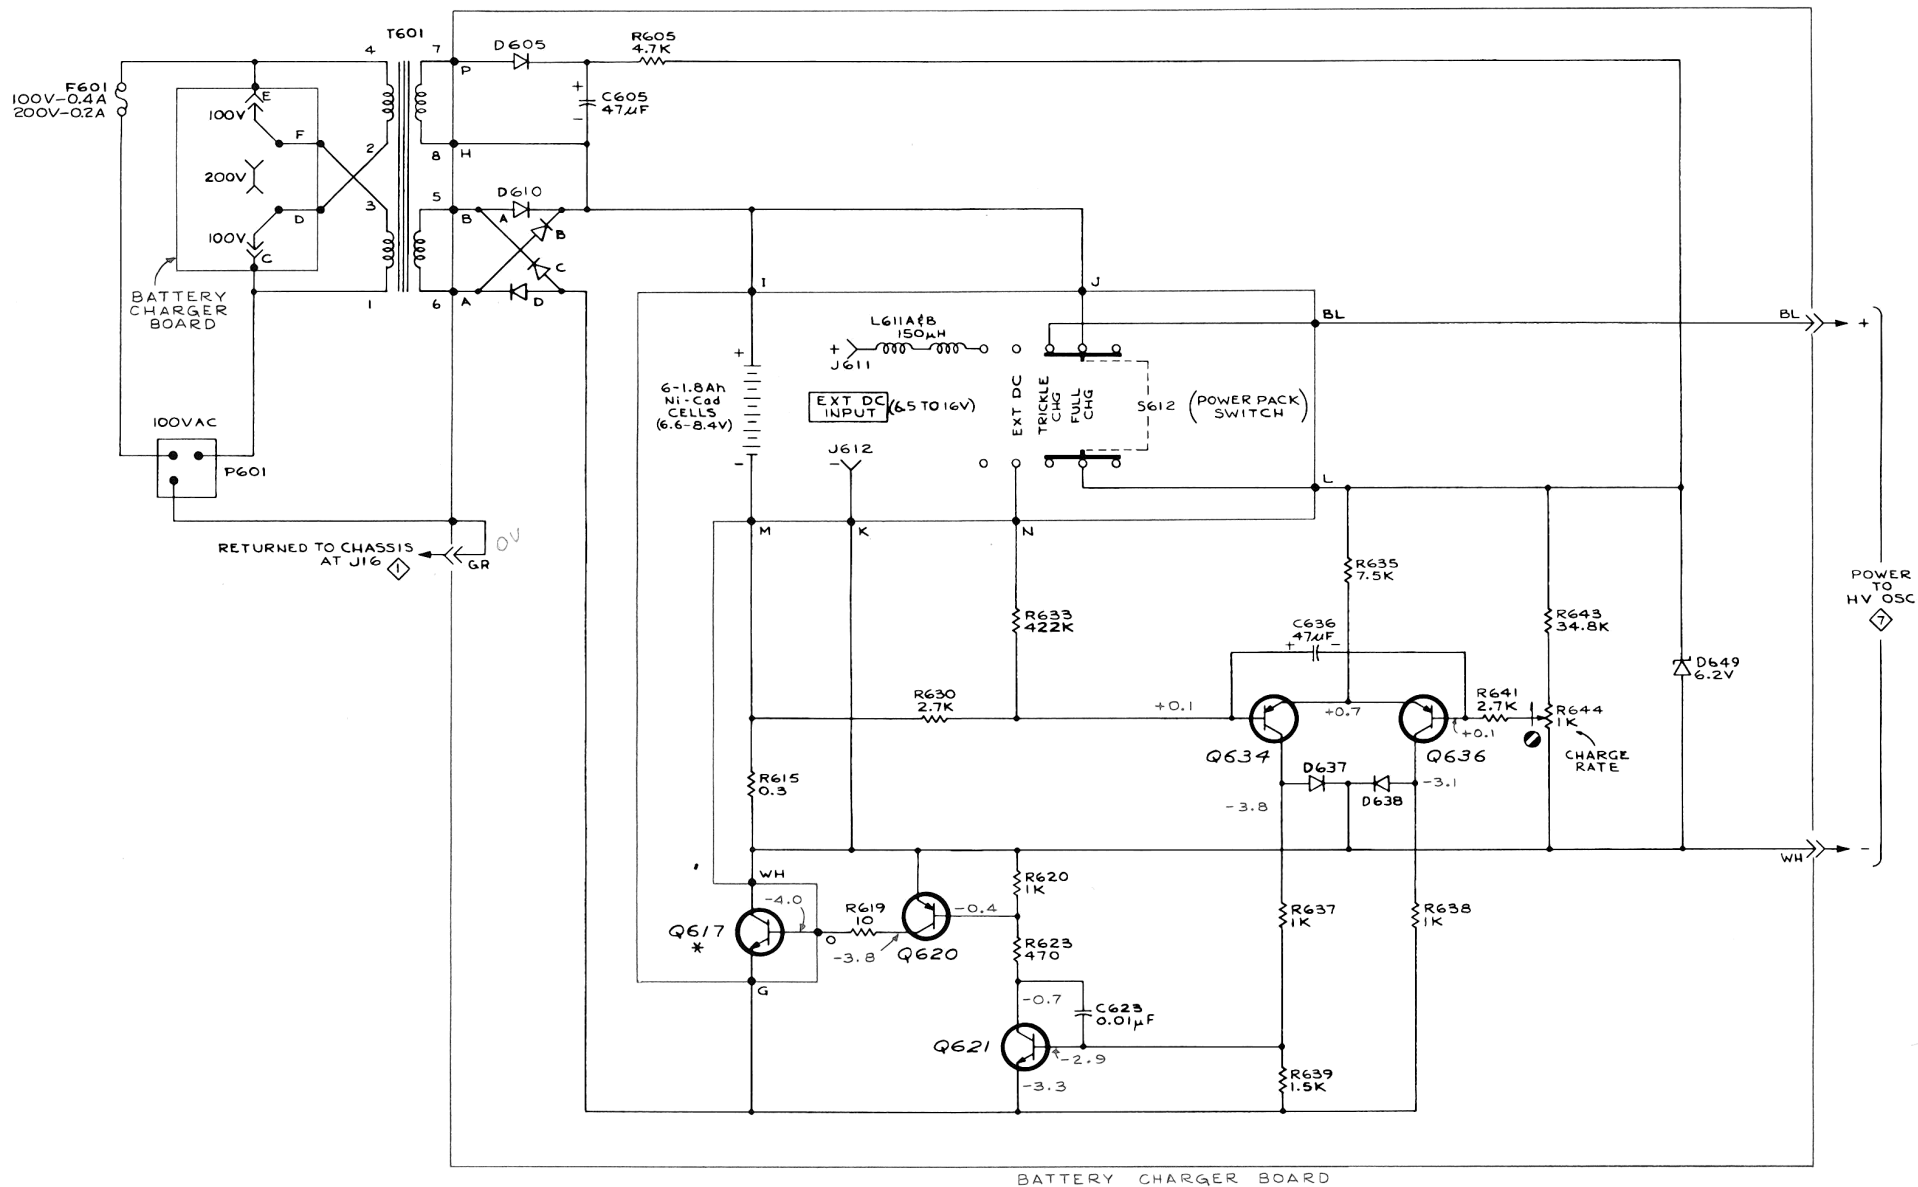 T601
4
7
D605
R605
4.7K
P
F601
100V-0.4A
200V-0.2A
E
100V
+
C605
47µF
-
F
2
8
H
200V
5
D610
3
B
A
D
B
100V
C
C
1
6
A
D
BATTERY
CHARGER
BOARD
I
J
BL
BL
+
L611A&B
150µH
+
+
J611
6-1.8Ah
Ni-Cad
CELLS
(6.6-8.4V)
EXT DC
INPUT
(6.5 TO 16V)
EXT DC
TRICKLE
CHG
FULL
CHG
S612
(POWER PACK
SWITCH)
100VAC
J612
-
-
P601
L
M
K
N
RETURNED TO CHASSIS
AT J16
1
GR
0V
R635
7.5K
POWER
TO
HV OSC
7
R633
422K
C636
47µF
+
-
R643
34.8K
D649
6.2V
R630
2.7K
+0.1
+0.7
R641
2.7K
R644
1K
+0.1
Q634
Q636
CHARGE
RATE
R615
0.3
D637
D638
-3.1
-3.8
WH
-
WH
-4.0
R619
10
R620
1K
-0.4
Q617
*
O
-3.8
Q620
R637
1K
R638
1K
R623
470
G
-0.7
C623
0.01µF
Q621
-2.9
-3.3
R639
1.5K
BATTERY CHARGER BOARD